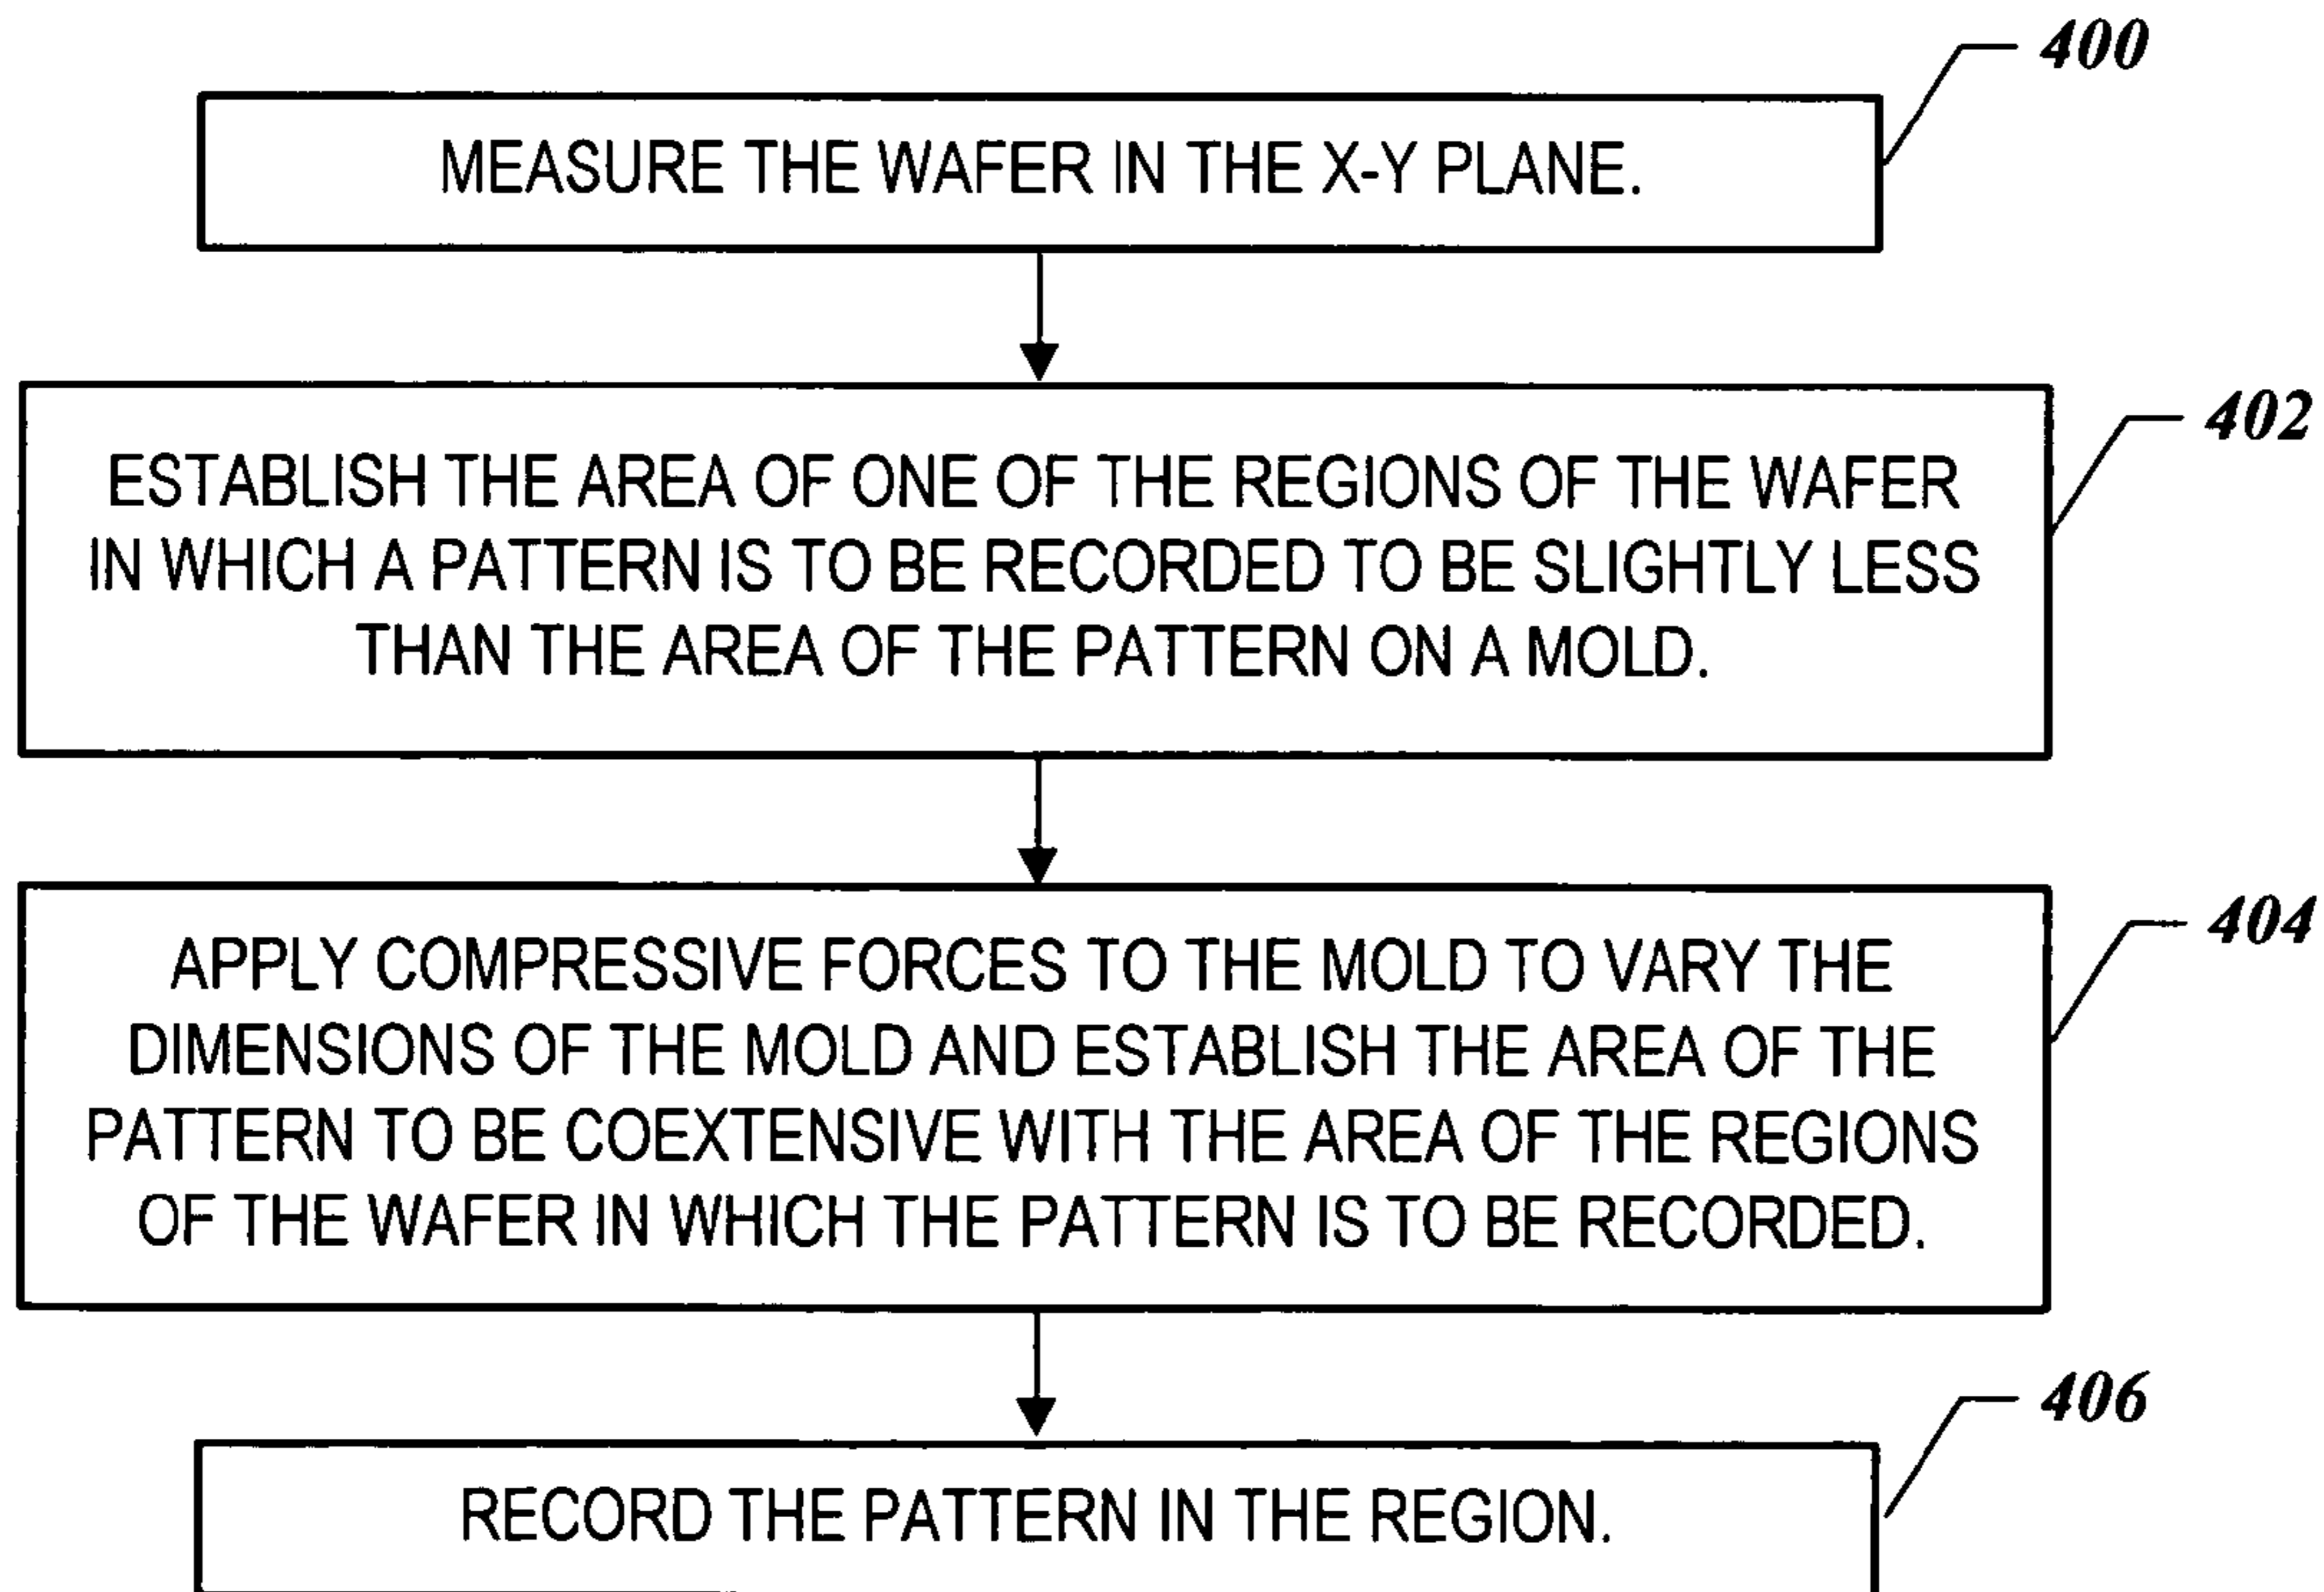 400
MEASURE THE WAFER IN THE X-Y PLANE.
402
ESTABLISH THE AREA OF ONE OF THE REGIONS OF THE WAFER
IN WHICH A PATTERN IS TO BE RECORDED TO BE SLIGHTLY LESS
THAN THE AREA OF THE PATTERN ON A MOLD.
404
APPLY COMPRESSIVE FORCES TO THE MOLD TO VARY THE
DIMENSIONS OF THE MOLD AND ESTABLISH THE AREA OF THE
PATTERN TO BE COEXTENSIVE WITH THE AREA OF THE REGIONS
OF THE WAFER IN WHICH THE PATTERN IS TO BE RECORDED.
406
RECORD THE PATTERN IN THE REGION.